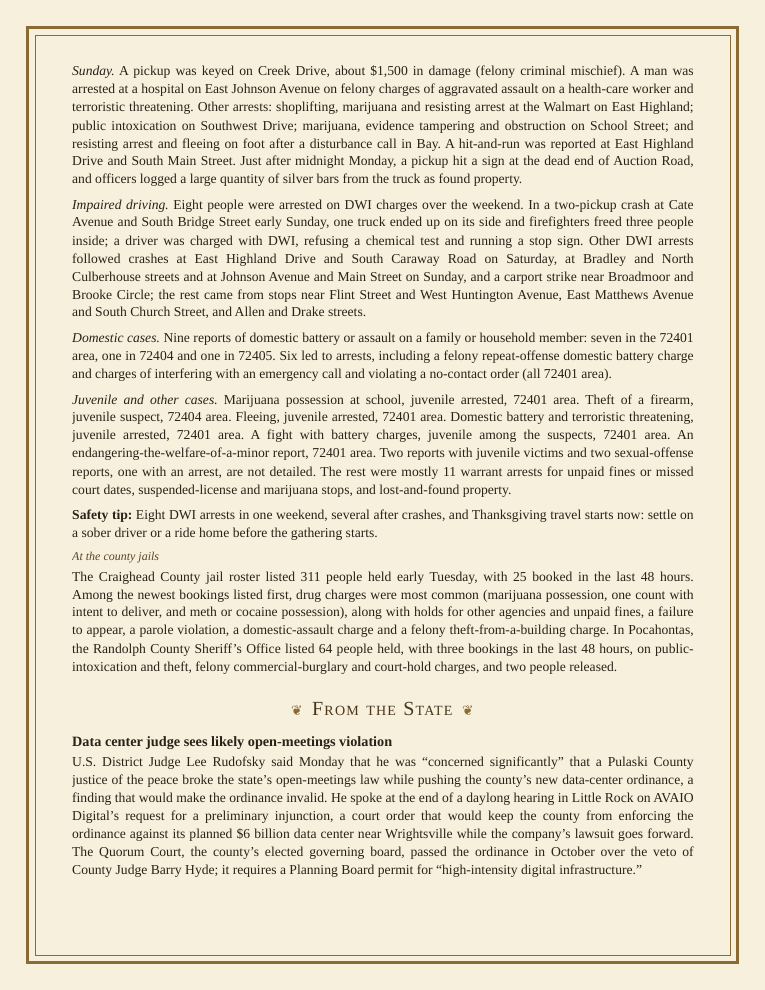 Sunday. A pickup was keyed on Creek Drive, about $1,500 in damage (felony criminal mischief). A man was
arrested at a hospital on East Johnson Avenue on felony charges of aggravated assault on a health-care worker and
terroristic threatening. Other arrests: shoplifting, marijuana and resisting arrest at the Walmart on East Highland;
public intoxication on Southwest Drive; marijuana, evidence tampering and obstruction on School Street; and
resisting arrest and fleeing on foot after a disturbance call in Bay. A hit-and-run was reported at East Highland
Drive and South Main Street. Just after midnight Monday, a pickup hit a sign at the dead end of Auction Road,
and officers logged a large quantity of silver bars from the truck as found property.
Impaired driving. Eight people were arrested on DWI charges over the weekend. In a two-pickup crash at Cate
Avenue and South Bridge Street early Sunday, one truck ended up on its side and firefighters freed three people
inside; a driver was charged with DWI, refusing a chemical test and running a stop sign. Other DWI arrests
followed crashes at East Highland Drive and South Caraway Road on Saturday, at Bradley and North
Culberhouse streets and at Johnson Avenue and Main Street on Sunday, and a carport strike near Broadmoor and
Brooke Circle; the rest came from stops near Flint Street and West Huntington Avenue, East Matthews Avenue
and South Church Street, and Allen and Drake streets.
Domestic cases. Nine reports of domestic battery or assault on a family or household member: seven in the 72401
area, one in 72404 and one in 72405. Six led to arrests, including a felony repeat-offense domestic battery charge
and charges of interfering with an emergency call and violating a no-contact order (all 72401 area).
Juvenile and other cases. Marijuana possession at school, juvenile arrested, 72401 area. Theft of a firearm,
juvenile suspect, 72404 area. Fleeing, juvenile arrested, 72401 area. Domestic battery and terroristic threatening,
juvenile arrested, 72401 area. A fight with battery charges, juvenile among the suspects, 72401 area. An
endangering-the-welfare-of-a-minor report, 72401 area. Two reports with juvenile victims and two sexual-offense
reports, one with an arrest, are not detailed. The rest were mostly 11 warrant arrests for unpaid fines or missed
court dates, suspended-license and marijuana stops, and lost-and-found property.
Safety tip: Eight DWI arrests in one weekend, several after crashes, and Thanksgiving travel starts now: settle on
a sober driver or a ride home before the gathering starts.
At the county jails
The Craighead County jail roster listed 311 people held early Tuesday, with 25 booked in the last 48 hours.
Among the newest bookings listed first, drug charges were most common (marijuana possession, one count with
intent to deliver, and meth or cocaine possession), along with holds for other agencies and unpaid fines, a failure
to appear, a parole violation, a domestic-assault charge and a felony theft-from-a-building charge. In Pocahontas,
the Randolph County Sheriff’s Office listed 64 people held, with three bookings in the last 48 hours, on public-
intoxication and theft, felony commercial-burglary and court-hold charges, and two people released.
❦ From the State ❦
Data center judge sees likely open-meetings violation
U.S. District Judge Lee Rudofsky said Monday that he was “concerned significantly” that a Pulaski County
justice of the peace broke the state’s open-meetings law while pushing the county’s new data-center ordinance, a
finding that would make the ordinance invalid. He spoke at the end of a daylong hearing in Little Rock on AVAIO
Digital’s request for a preliminary injunction, a court order that would keep the county from enforcing the
ordinance against its planned $6 billion data center near Wrightsville while the company’s lawsuit goes forward.
The Quorum Court, the county’s elected governing board, passed the ordinance in October over the veto of
County Judge Barry Hyde; it requires a Planning Board permit for “high-intensity digital infrastructure.”